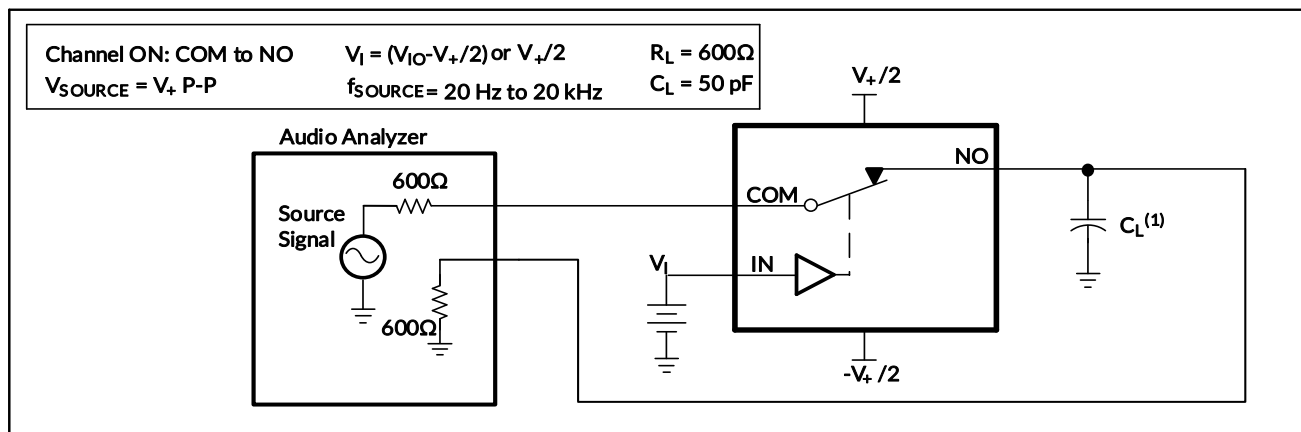 Channel ON: COM to NO
V_I = (V_IO-V_+/2) or V_+/2
R_L = 600Ω
V_SOURCE = V_+ P-P
f_SOURCE = 20 Hz to 20 kHz
C_L = 50 pF
V_+/2
Audio Analyzer
600Ω
NO
COM
Source
Signal
C_L(1)
V_I
IN
600Ω
-V_+/2